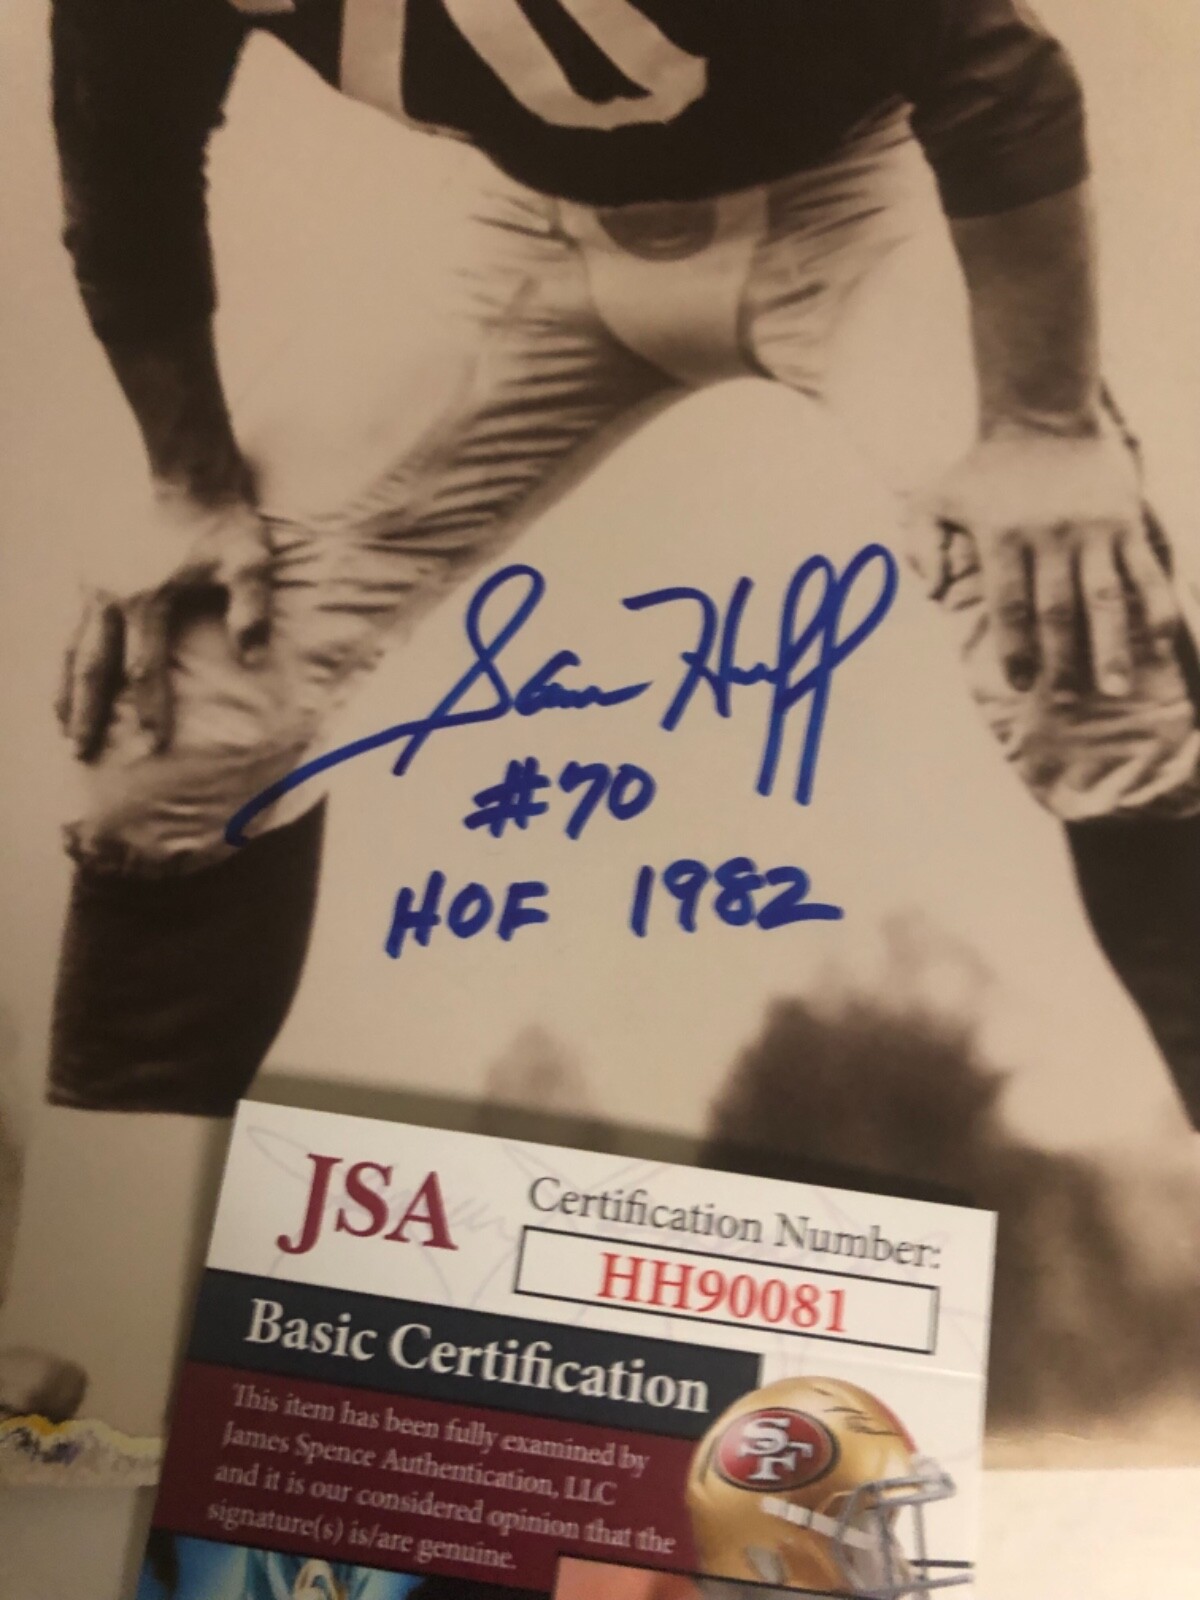 Sam Huff
#70
HOF 1982
JSA
Certification Number:
HH90081
Basic Certification
This item has been fully examined by
James Spence Authentication, LLC
and it is our considered opinion that the
signature(s) is/are genuine.
SF